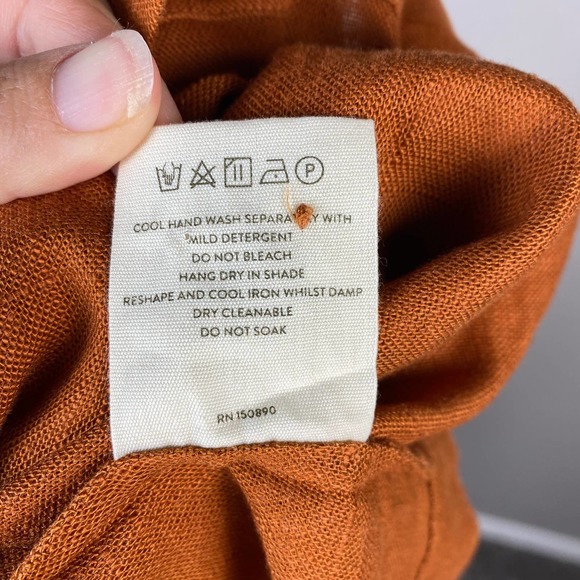 P
COOL HAND WASH SEPARATELY WITH
MILD DETERGENT
DO NOT BLEACH
HANG DRY IN SHADE
RESHAPE AND COOL IRON WHILST DAMP
DRY CLEANABLE
DO NOT SOAK
RN 150890